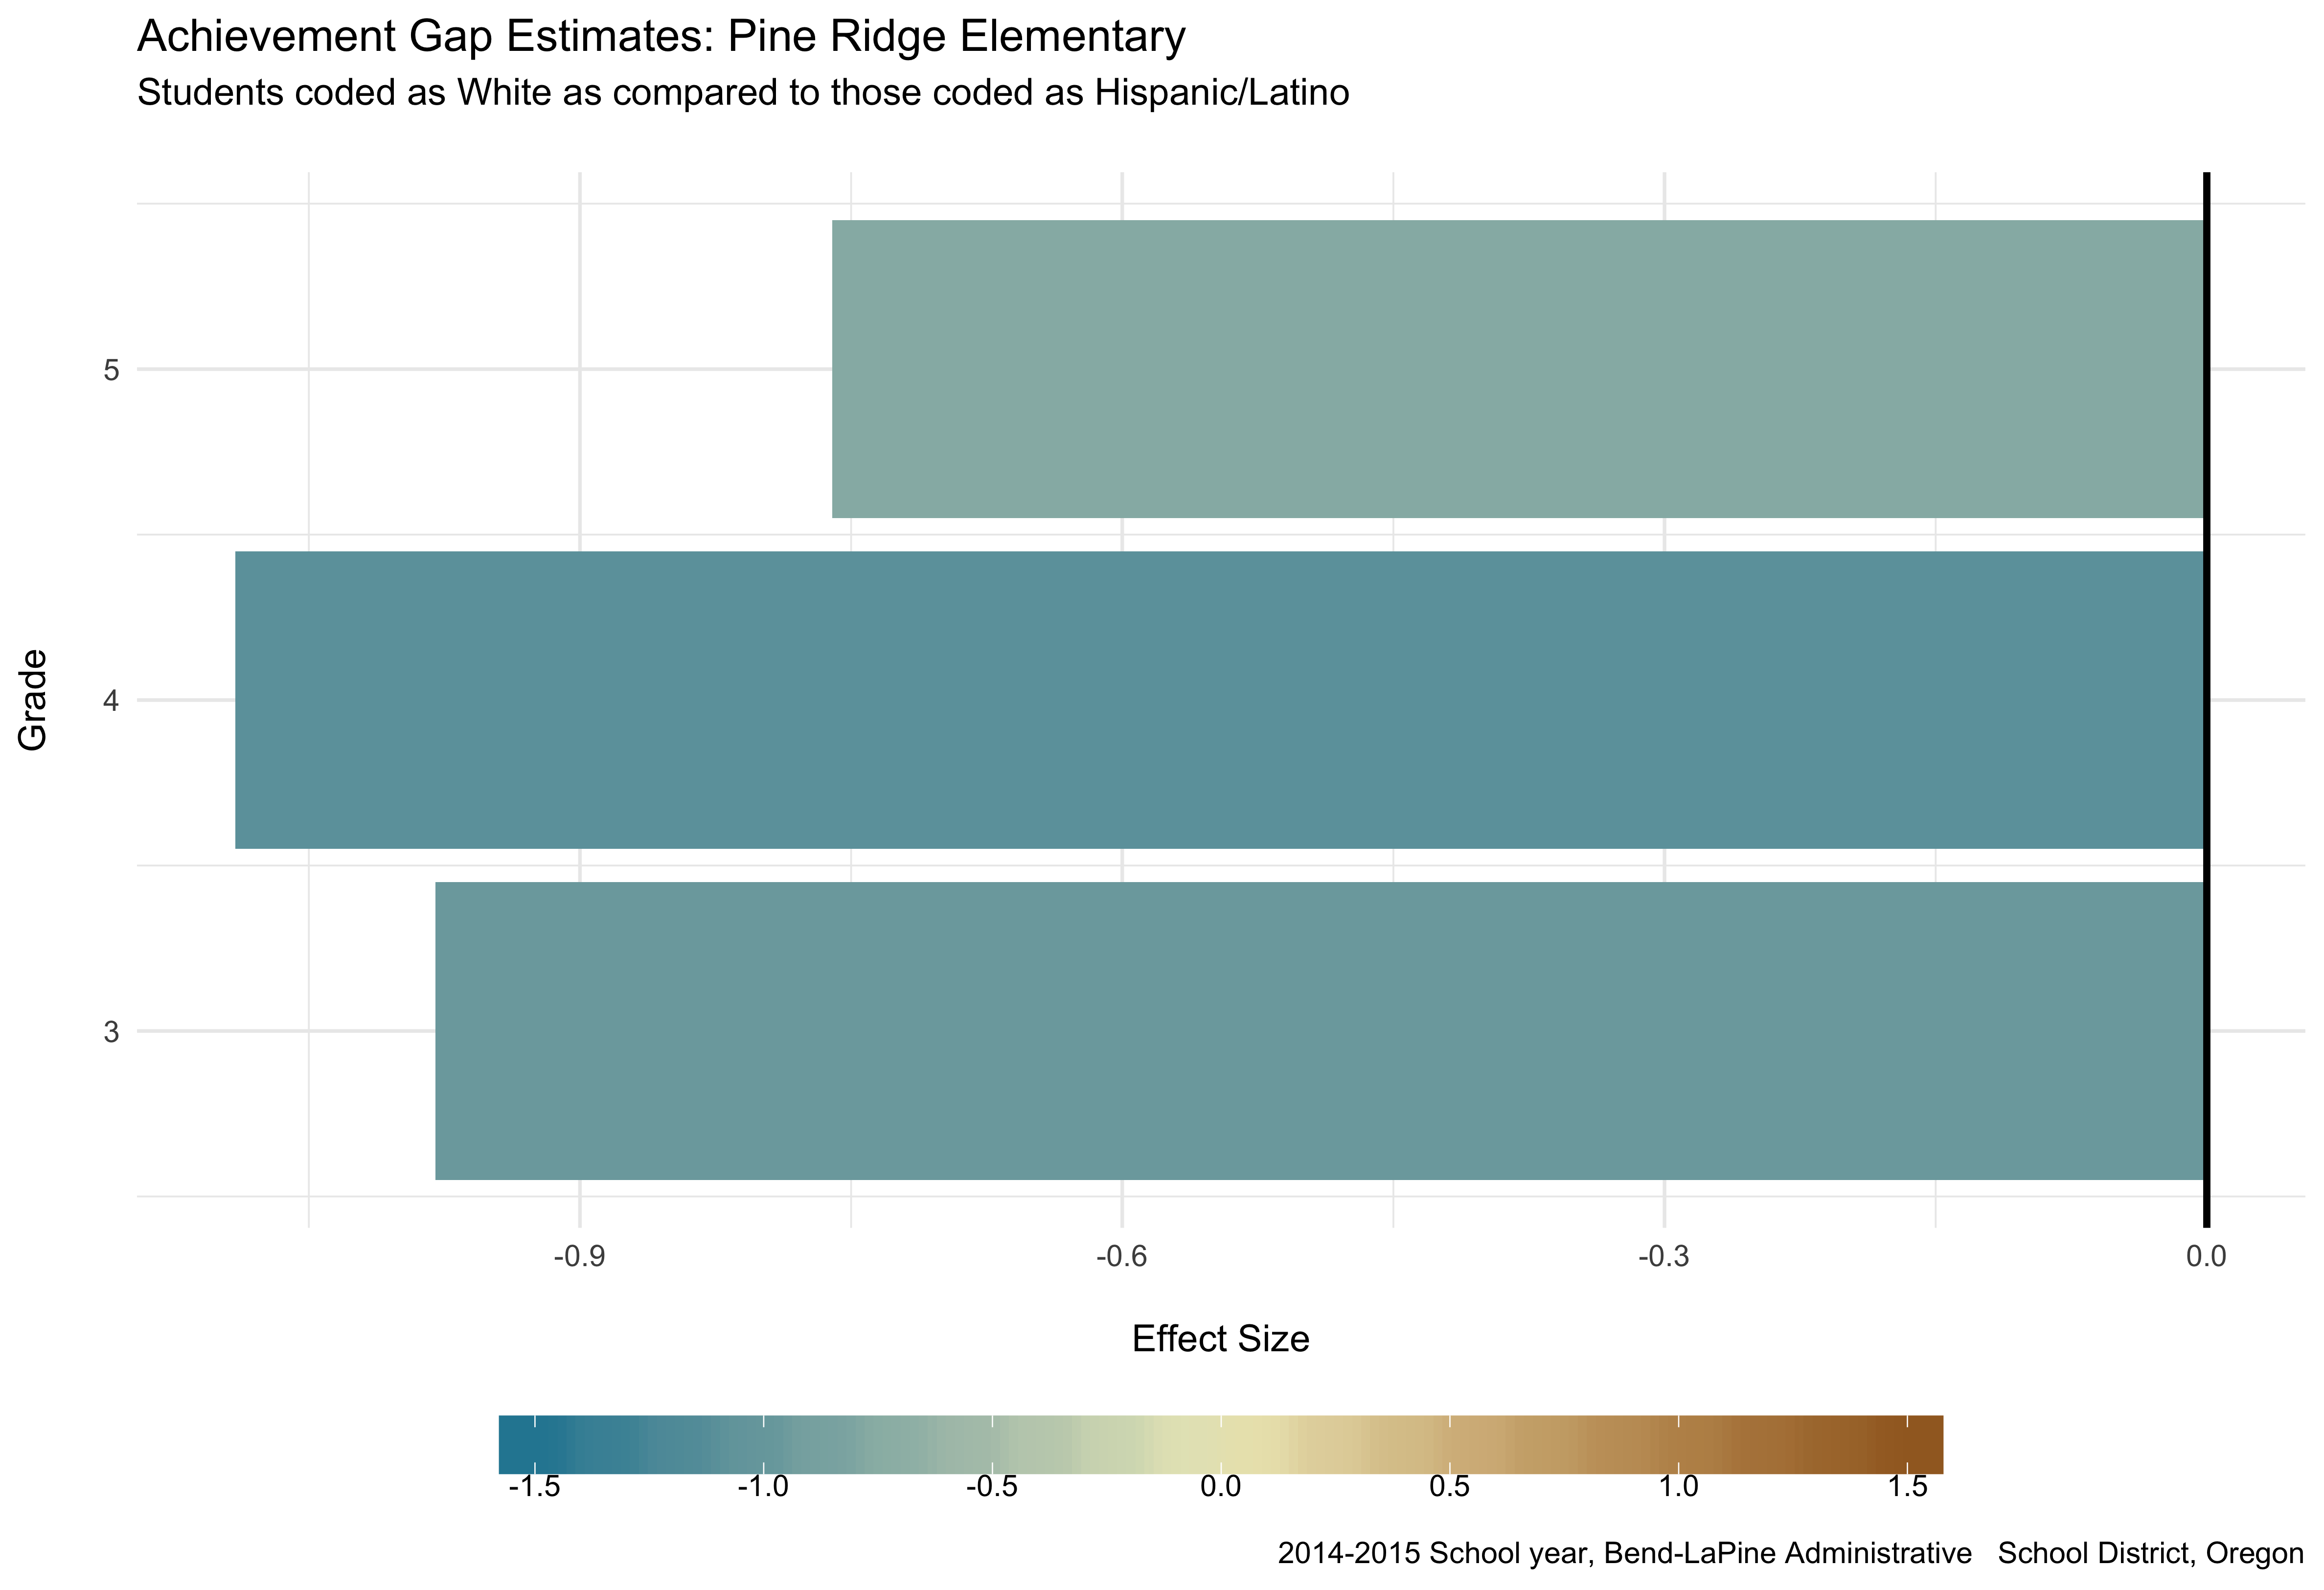 Achievement Gap Estimates: Pine Ridge Elementary
Students coded as White as compared to those coded as Hispanic/Latino
5
4
3
Grade
-0.9 -0.6 -0.3 0.0
Effect Size
-1.5 -1.0 -0.5 0.0 0.5 1.0 1.5
2014-2015 School year, Bend-LaPine Administrative   School District, Oregon